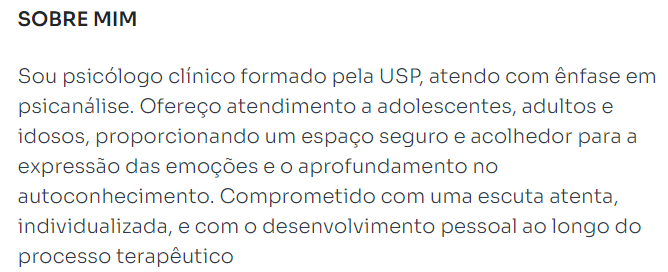 SOBRE MIM
Sou psicólogo clínico formado pela USP, atendo com ênfase em
psicanálise. Ofereço atendimento a adolescentes, adultos e
idosos, proporcionando um espaço seguro e acolhedor para a
expressão das emoções e o aprofundamento no
autoconhecimento. Comprometido com uma escuta atenta,
individualizada, e com o desenvolvimento pessoal ao longo do
processo terapêutico